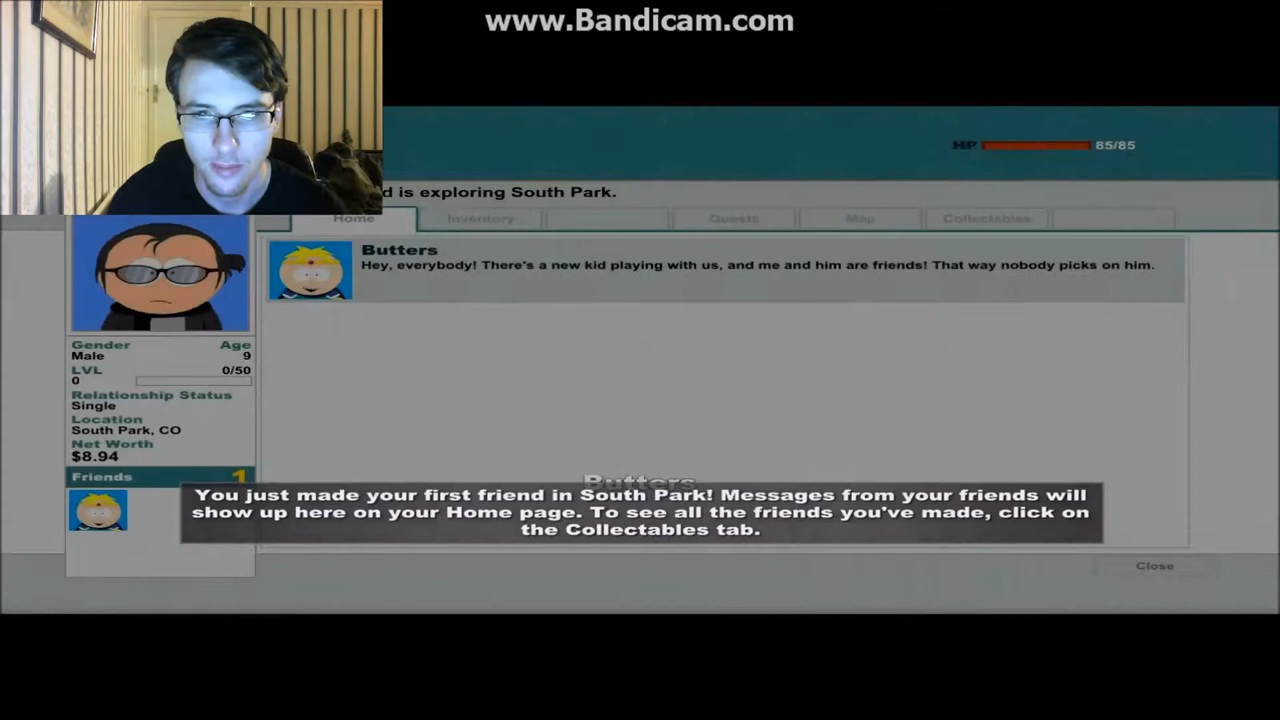 www.Bandicam.com
HP 85/85
d is exploring South Park.
Home Inventory Quests Map Collectables
Butters
Hey, everybody! There's a new kid playing with us, and me and him are friends! That way nobody picks on him.
Gender Age
Male 9
LVL 0/50
0
Relationship Status
Single
Location
South Park, CO
Net Worth
$8.94
Friends 1
Butters
You just made your first friend in South Park! Messages from your friends will
show up here on your Home page. To see all the friends you've made, click on
the Collectables tab.
Close